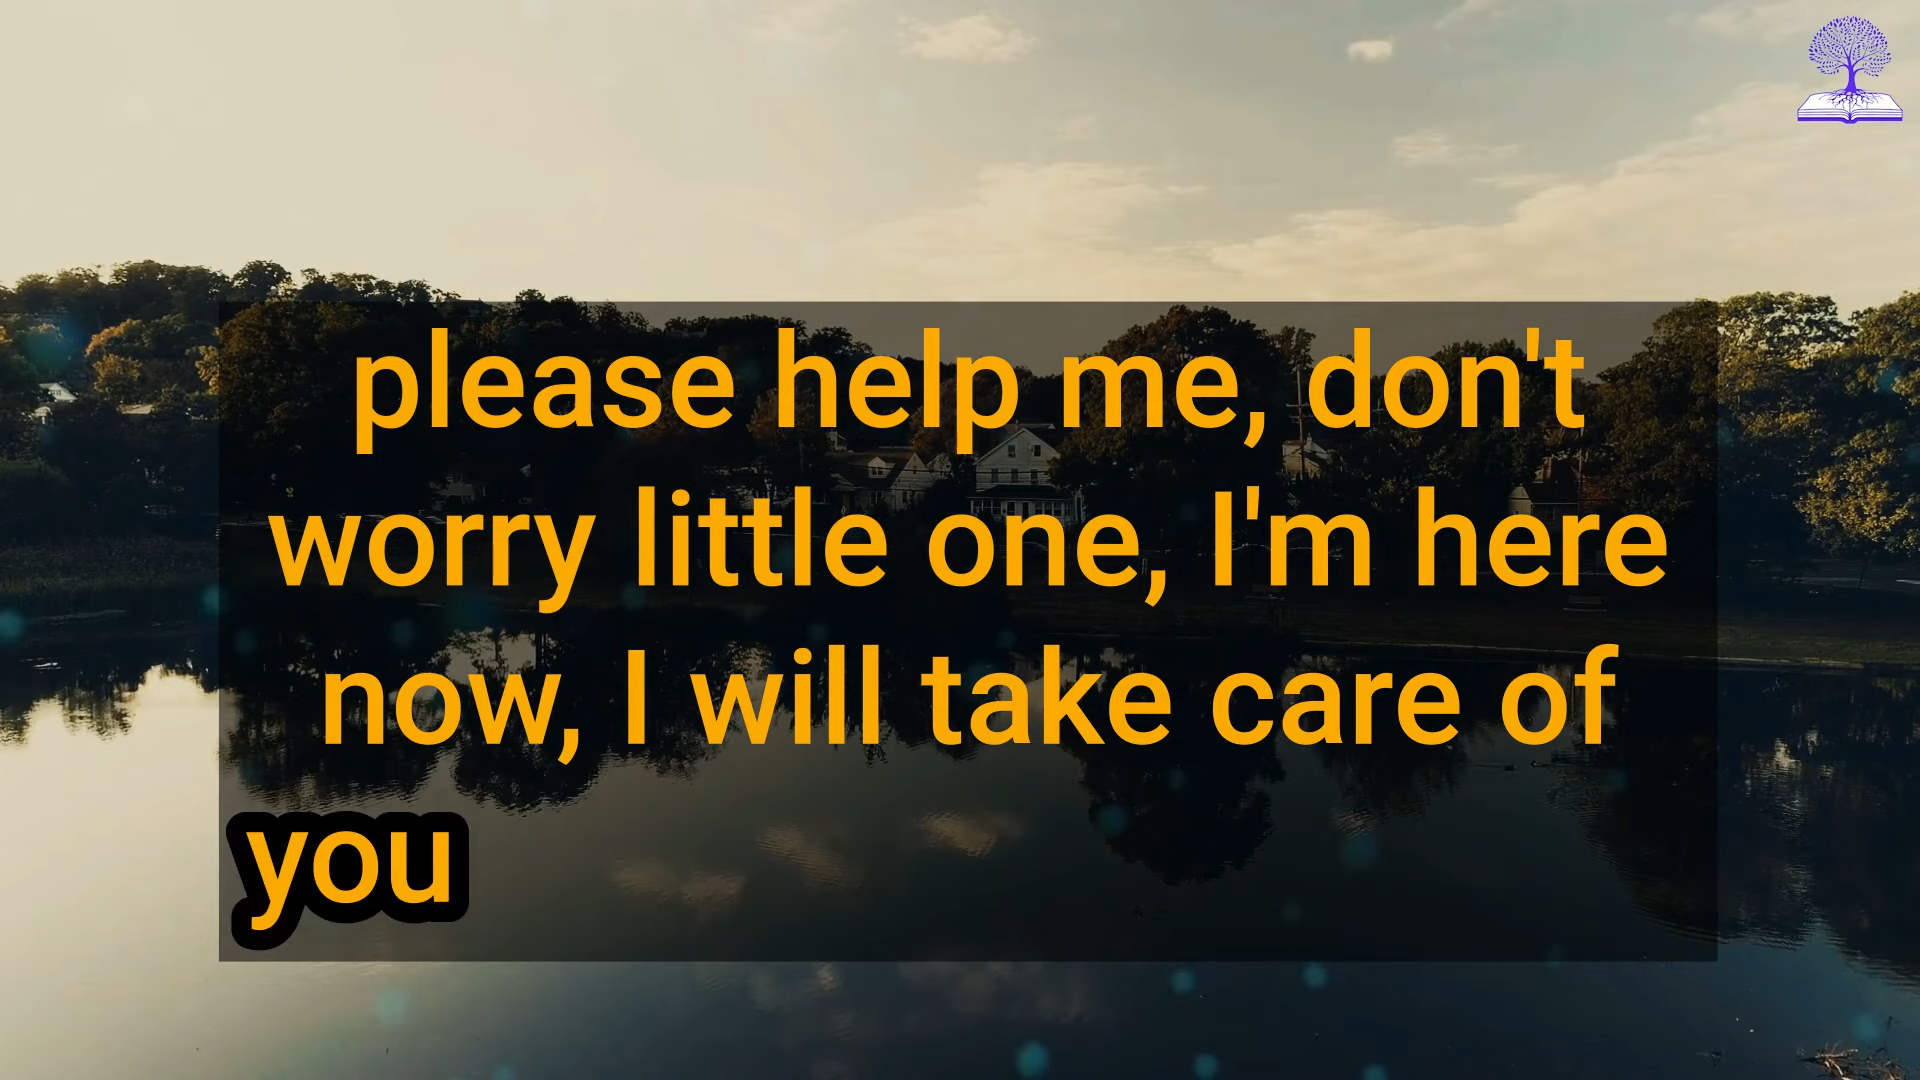 please help me, don't
worry little one, I'm here
now, I will take care of
you